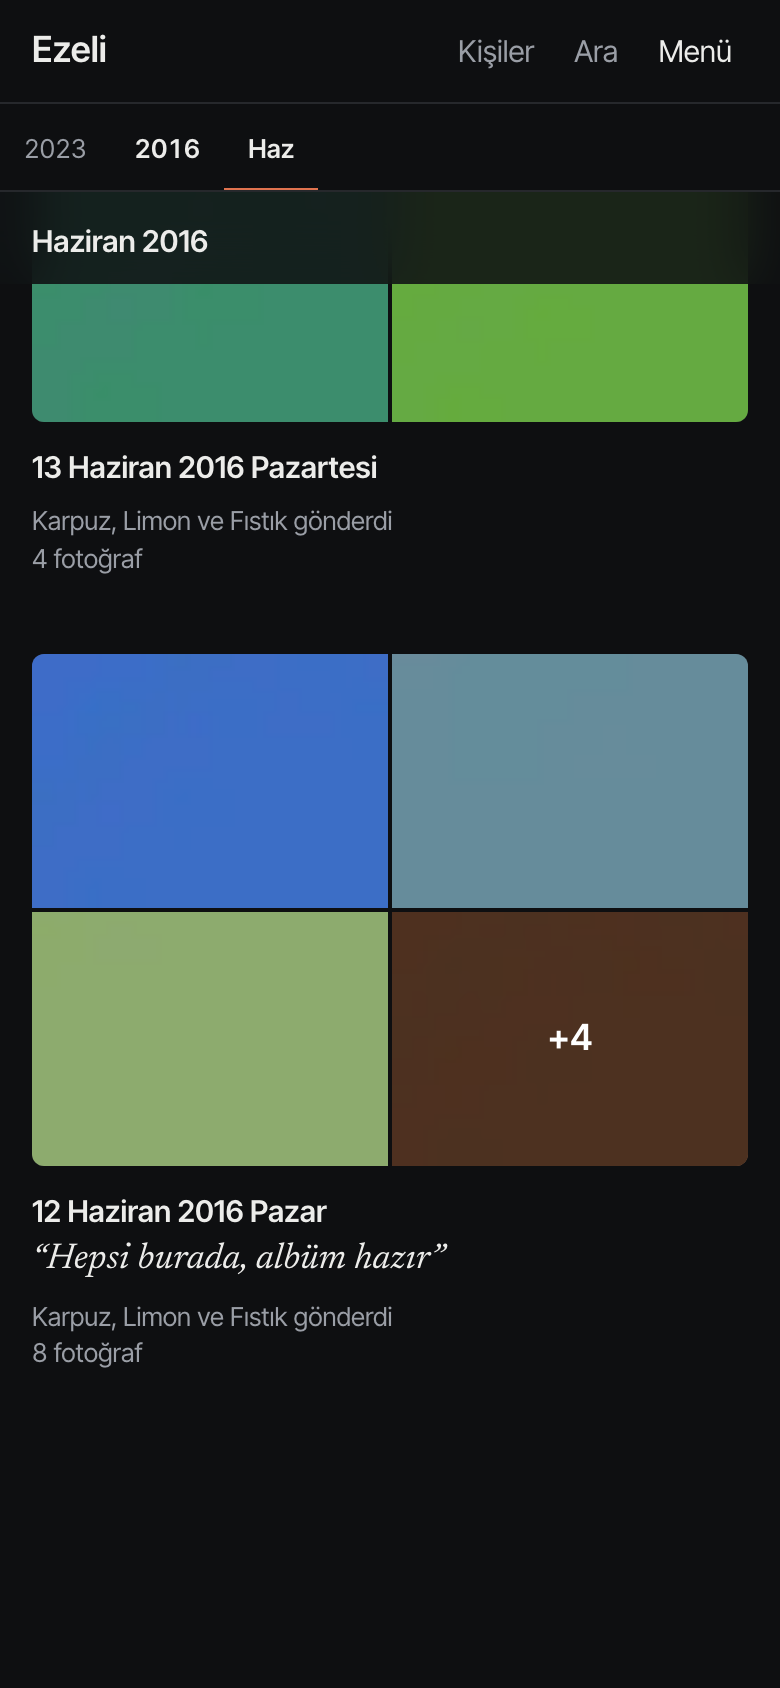 Ezeli
Kişiler Ara Menü
2023 2016 Haz
Haziran 2016
13 Haziran 2016 Pazartesi
Karpuz, Limon ve Fıstık gönderdi
4 fotoğraf
+4
12 Haziran 2016 Pazar
“Hepsi burada, albüm hazır”
Karpuz, Limon ve Fıstık gönderdi
8 fotoğraf